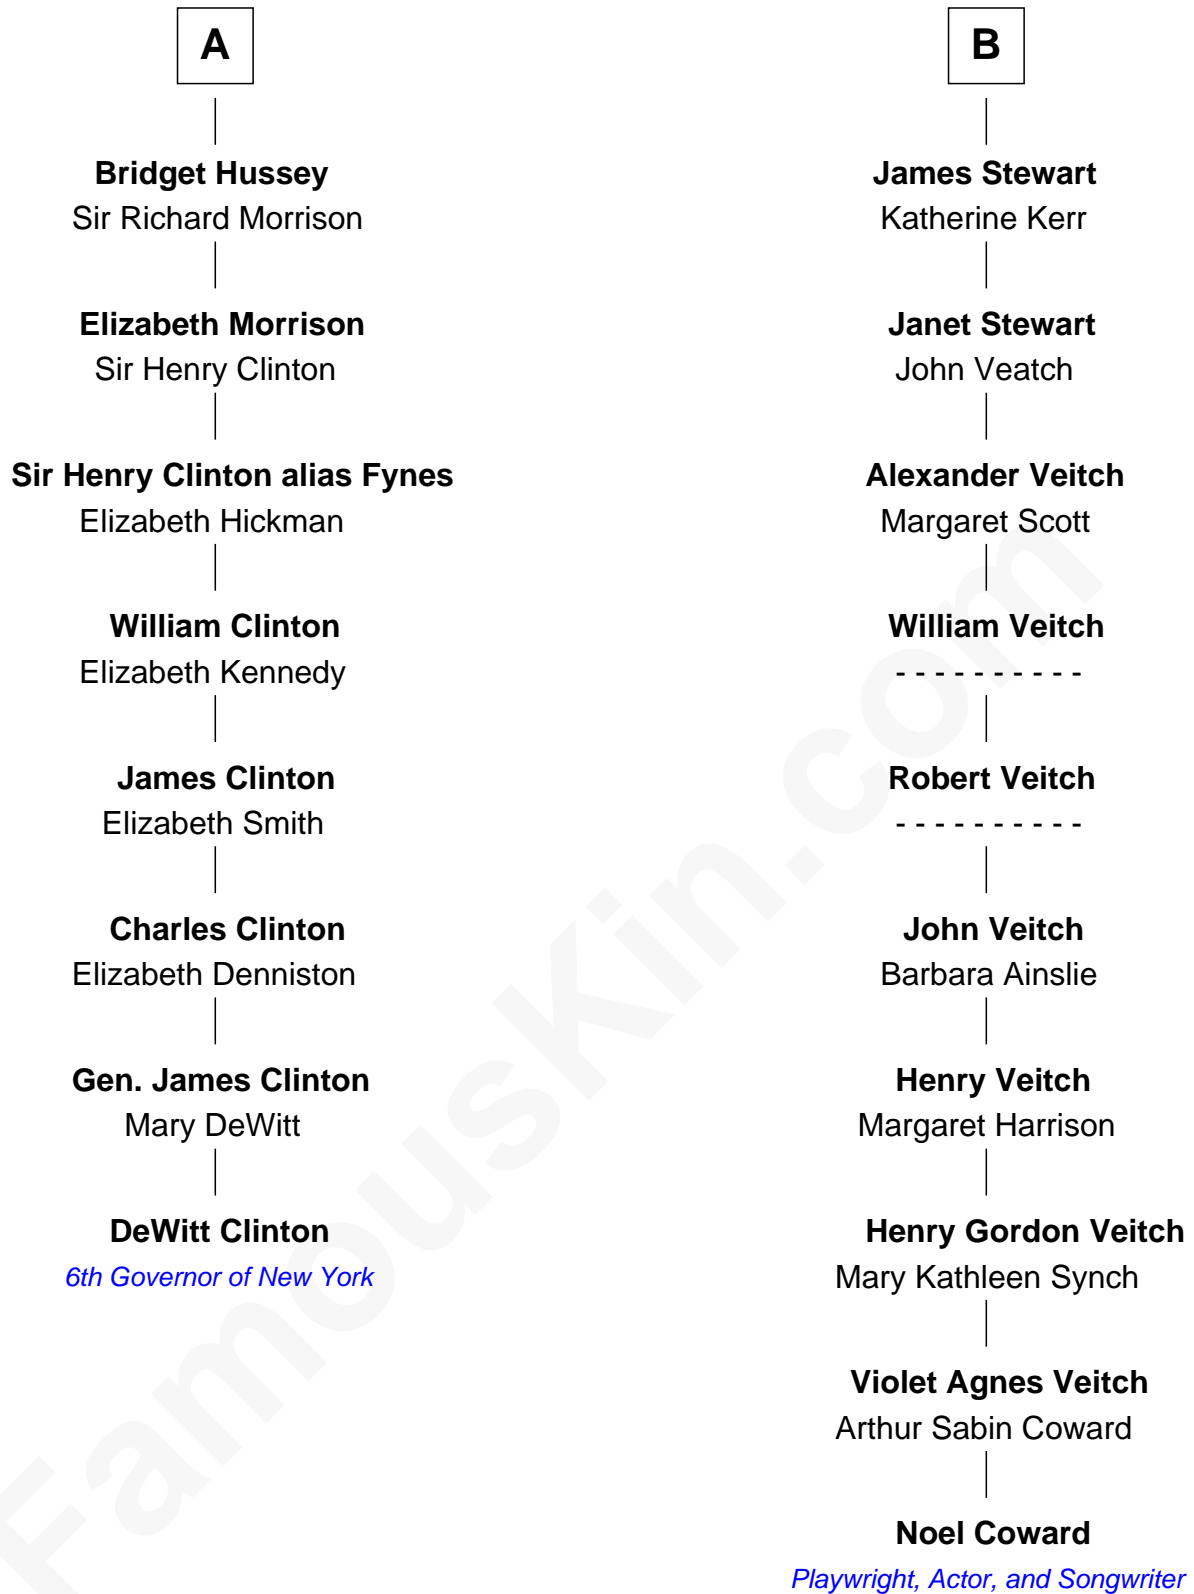 A
Bridget Hussey
Sir Richard Morrison
Elizabeth Morrison
Sir Henry Clinton
Sir Henry Clinton alias Fynes
Elizabeth Hickman
William Clinton
Elizabeth Kennedy
James Clinton
Elizabeth Smith
Charles Clinton
Elizabeth Denniston
Gen. James Clinton
Mary DeWitt
DeWitt Clinton
6th Governor of New York
B
James Stewart
Katherine Kerr
Janet Stewart
John Veatch
Alexander Veitch
Margaret Scott
William Veitch
- - - - - - - - - -
Robert Veitch
- - - - - - - - - -
John Veitch
Barbara Ainslie
Henry Veitch
Margaret Harrison
Henry Gordon Veitch
Mary Kathleen Synch
Violet Agnes Veitch
Arthur Sabin Coward
Noel Coward
Playwright, Actor, and Songwriter
FamousKin.com